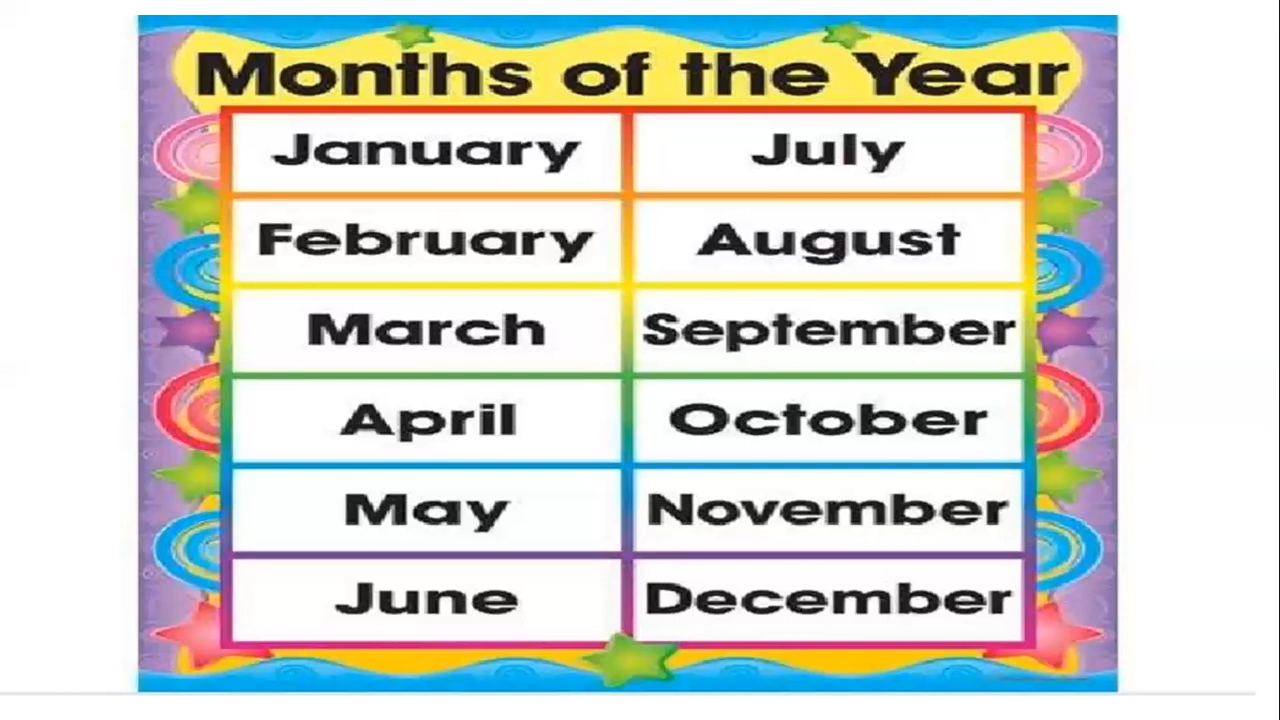 Months of the Year
January
February
March
April
May
June
July
August
September
October
November
December